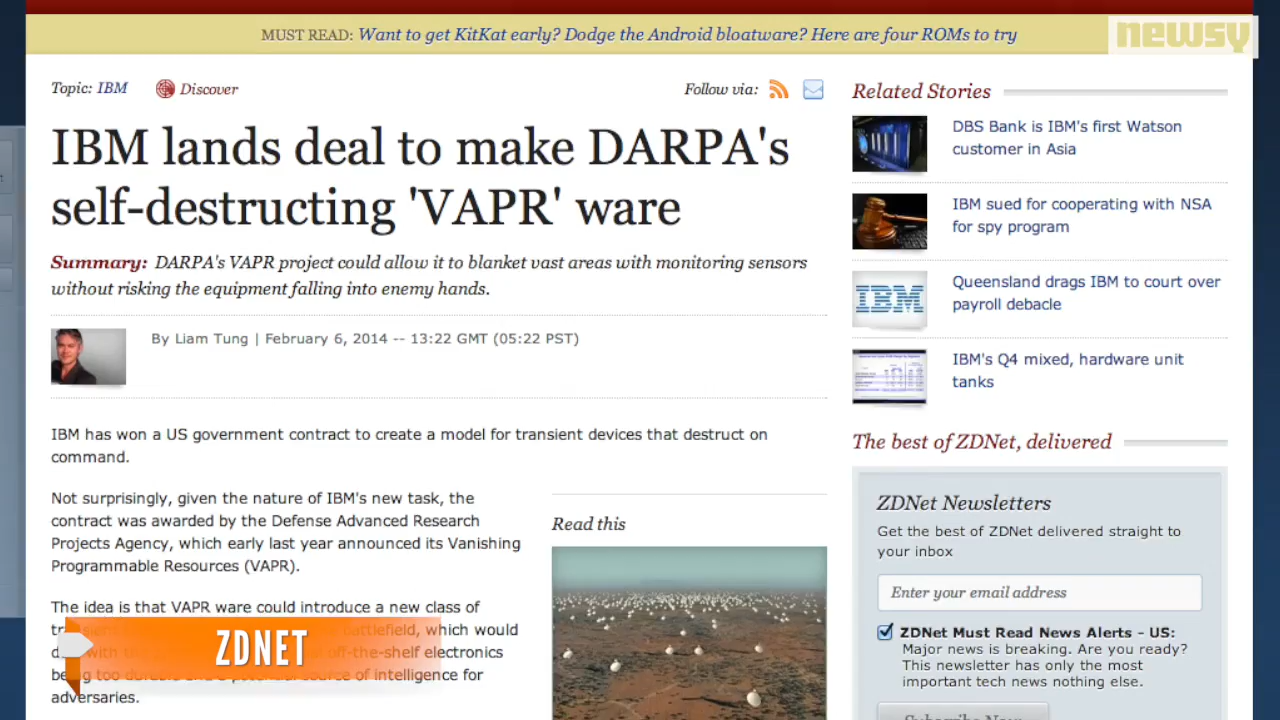 MUST READ: Want to get KitKat early? Dodge the Android bloatware? Here are four ROMs to try
newsy
Topic: IBM
Discover
Follow via:
IBM lands deal to make DARPA's
self-destructing 'VAPR' ware
Summary: DARPA's VAPR project could allow it to blanket vast areas with monitoring sensors
without risking the equipment falling into enemy hands.
By Liam Tung | February 6, 2014 -- 13:22 GMT (05:22 PST)
IBM has won a US government contract to create a model for transient devices that destruct on
command.
Not surprisingly, given the nature of IBM's new task, the
contract was awarded by the Defense Advanced Research
Projects Agency, which early last year announced its Vanishing
Programmable Resources (VAPR).
The idea is that VAPR ware could introduce a new class of
battlefield, which would
with off-the-shelf electronics
being too durable and a potential source of intelligence for
adversaries.
ZDNET
Read this
Related Stories
DBS Bank is IBM's first Watson
customer in Asia
IBM sued for cooperating with NSA
for spy program
IBM
Queensland drags IBM to court over
payroll debacle
IBM's Q4 mixed, hardware unit
tanks
The best of ZDNet, delivered
ZDNet Newsletters
Get the best of ZDNet delivered straight to
your inbox
Enter your email address
ZDNet Must Read News Alerts - US:
Major news is breaking. Are you ready?
This newsletter has only the most
important tech news nothing else.
Subscribe Now